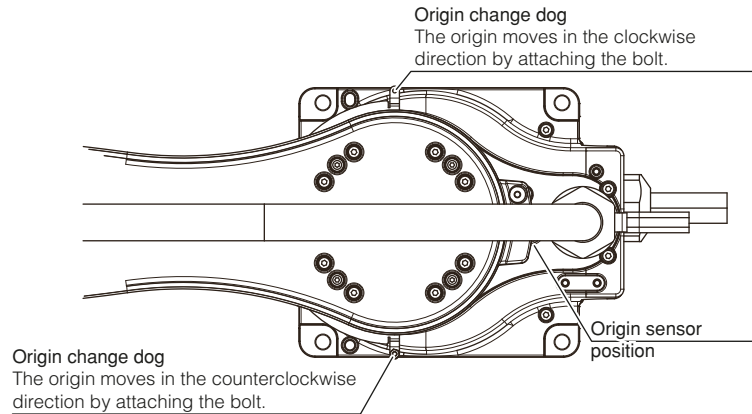 Origin change dog
The origin moves in the clockwise
direction by attaching the bolt.
Origin sensor
position
Origin change dog
The origin moves in the counterclockwise
direction by attaching the bolt.